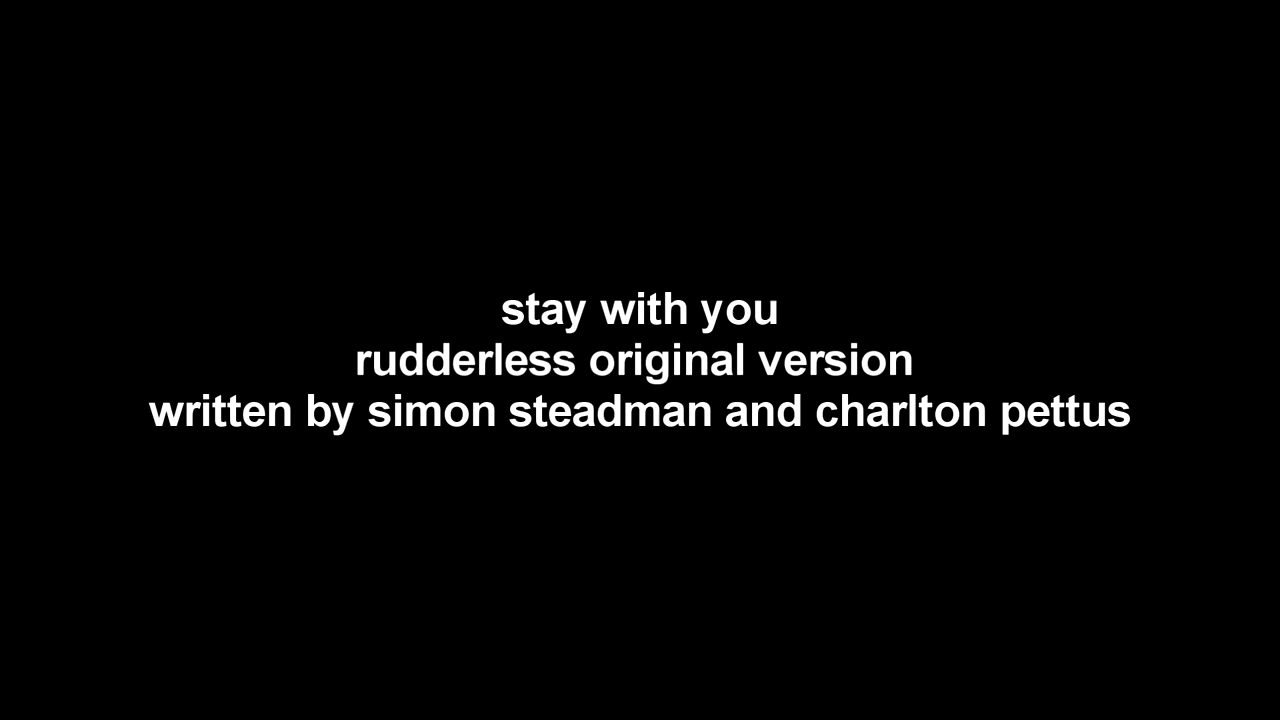 stay with you
rudderless original version
written by simon steadman and charlton pettus